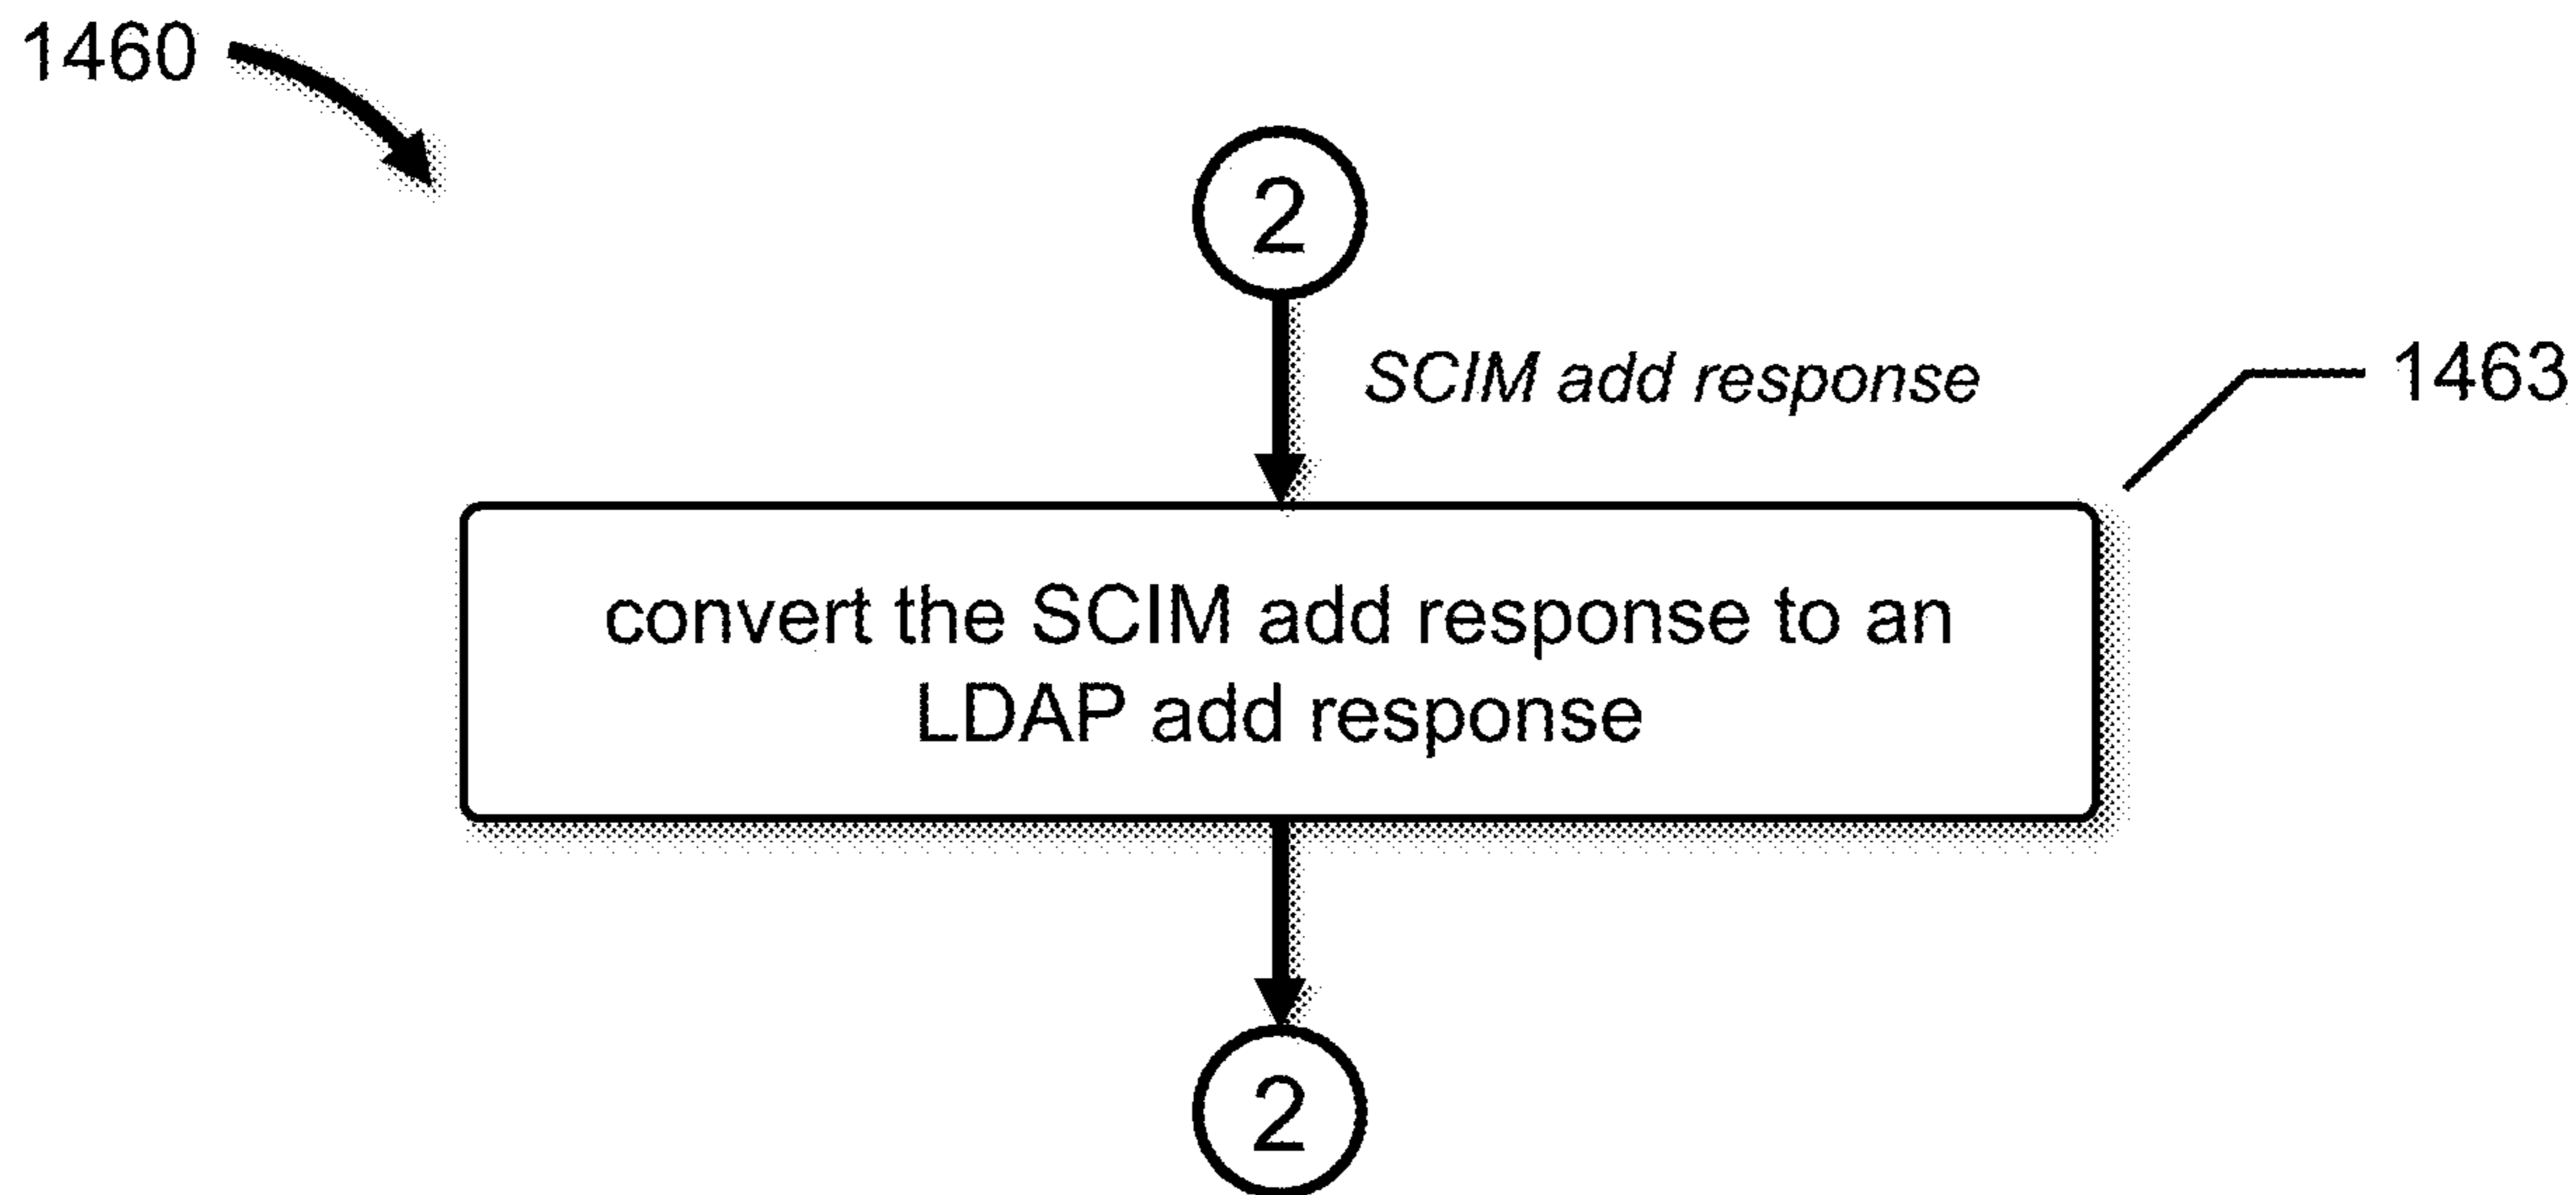 1460
2
SCIM add response
1463
convert the SCIM add response to an
LDAP add response
2